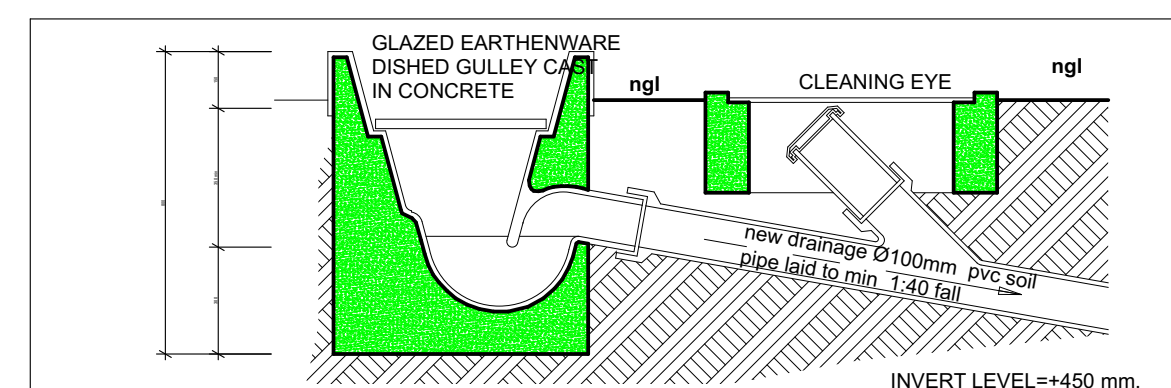 GLAZED EARTHENWARE
DISHED GULLEY CAST
IN CONCRETE
ngl
CLEANING EYE
ngl
new drainage Ø100mm pvc soil
pipe laid to min 1:40 fall
INVERT LEVEL=+450 mm.